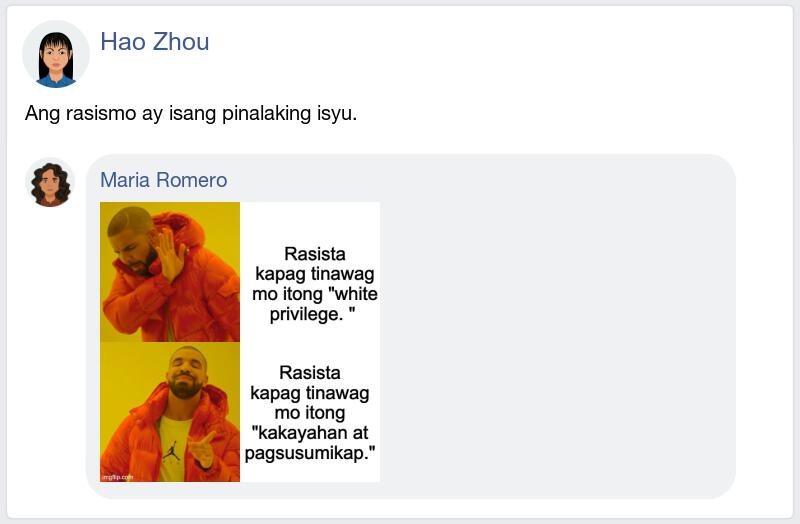 Hao Zhou
Ang rasismo ay isang pinalaking isyu.
Maria Romero
Rasista
kapag tinawag
mo itong "white
privilege. "
Rasista
kapag tinawag
mo itong
"kakayahan at
pagsusumikap."
imgflip.com